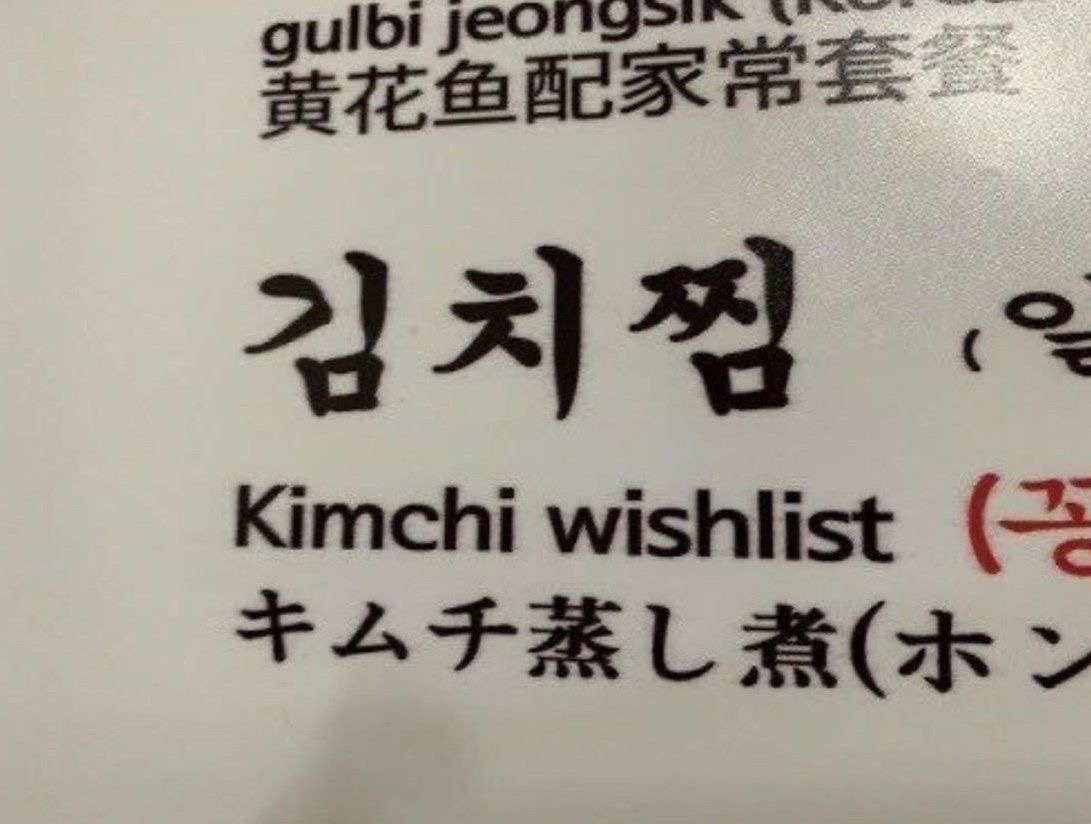 gulbi jeongsik
黄花鱼配家常套餐
김치찜
Kimchi wishlist
キムチ蒸し煮(ホン